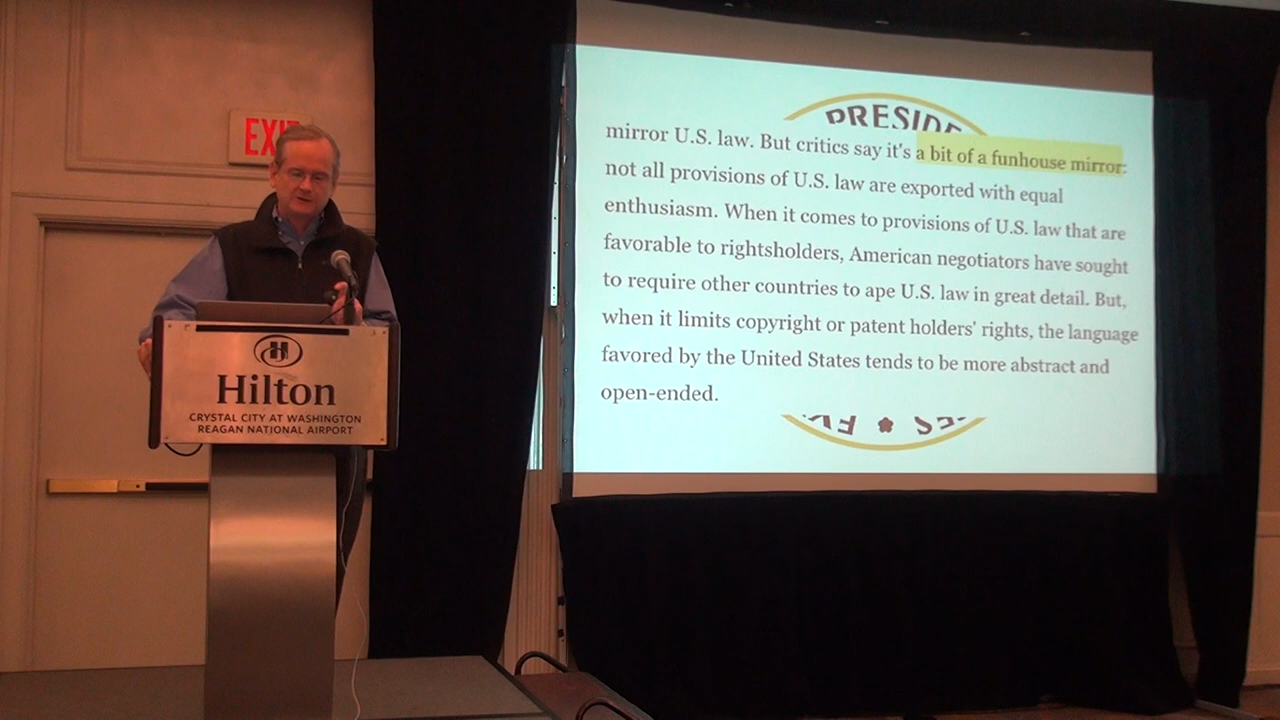 EXIT
Hilton
CRYSTAL CITY AT WASHINGTON
REAGAN NATIONAL AIRPORT
mirror U.S. law. But critics say it's a bit of a funhouse mirror:
not all provisions of U.S. law are exported with equal
enthusiasm. When it comes to provisions of U.S. law that are
favorable to rightsholders, American negotiators have sought
to require other countries to ape U.S. law in great detail. But,
when it limits copyright or patent holders' rights, the language
favored by the United States tends to be more abstract and
open-ended.